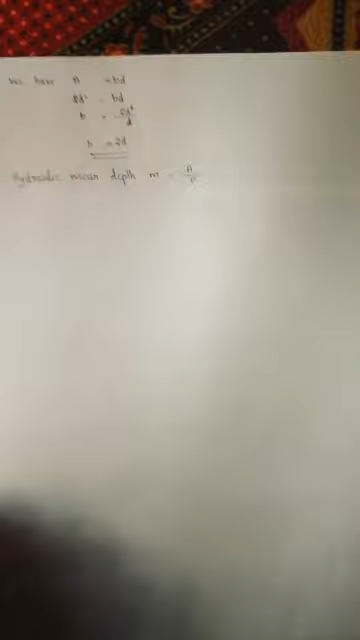 We have A = bd
2d² = bd
b = 2d²/d
b = 2d
Hydraulic mean depth m = A/P